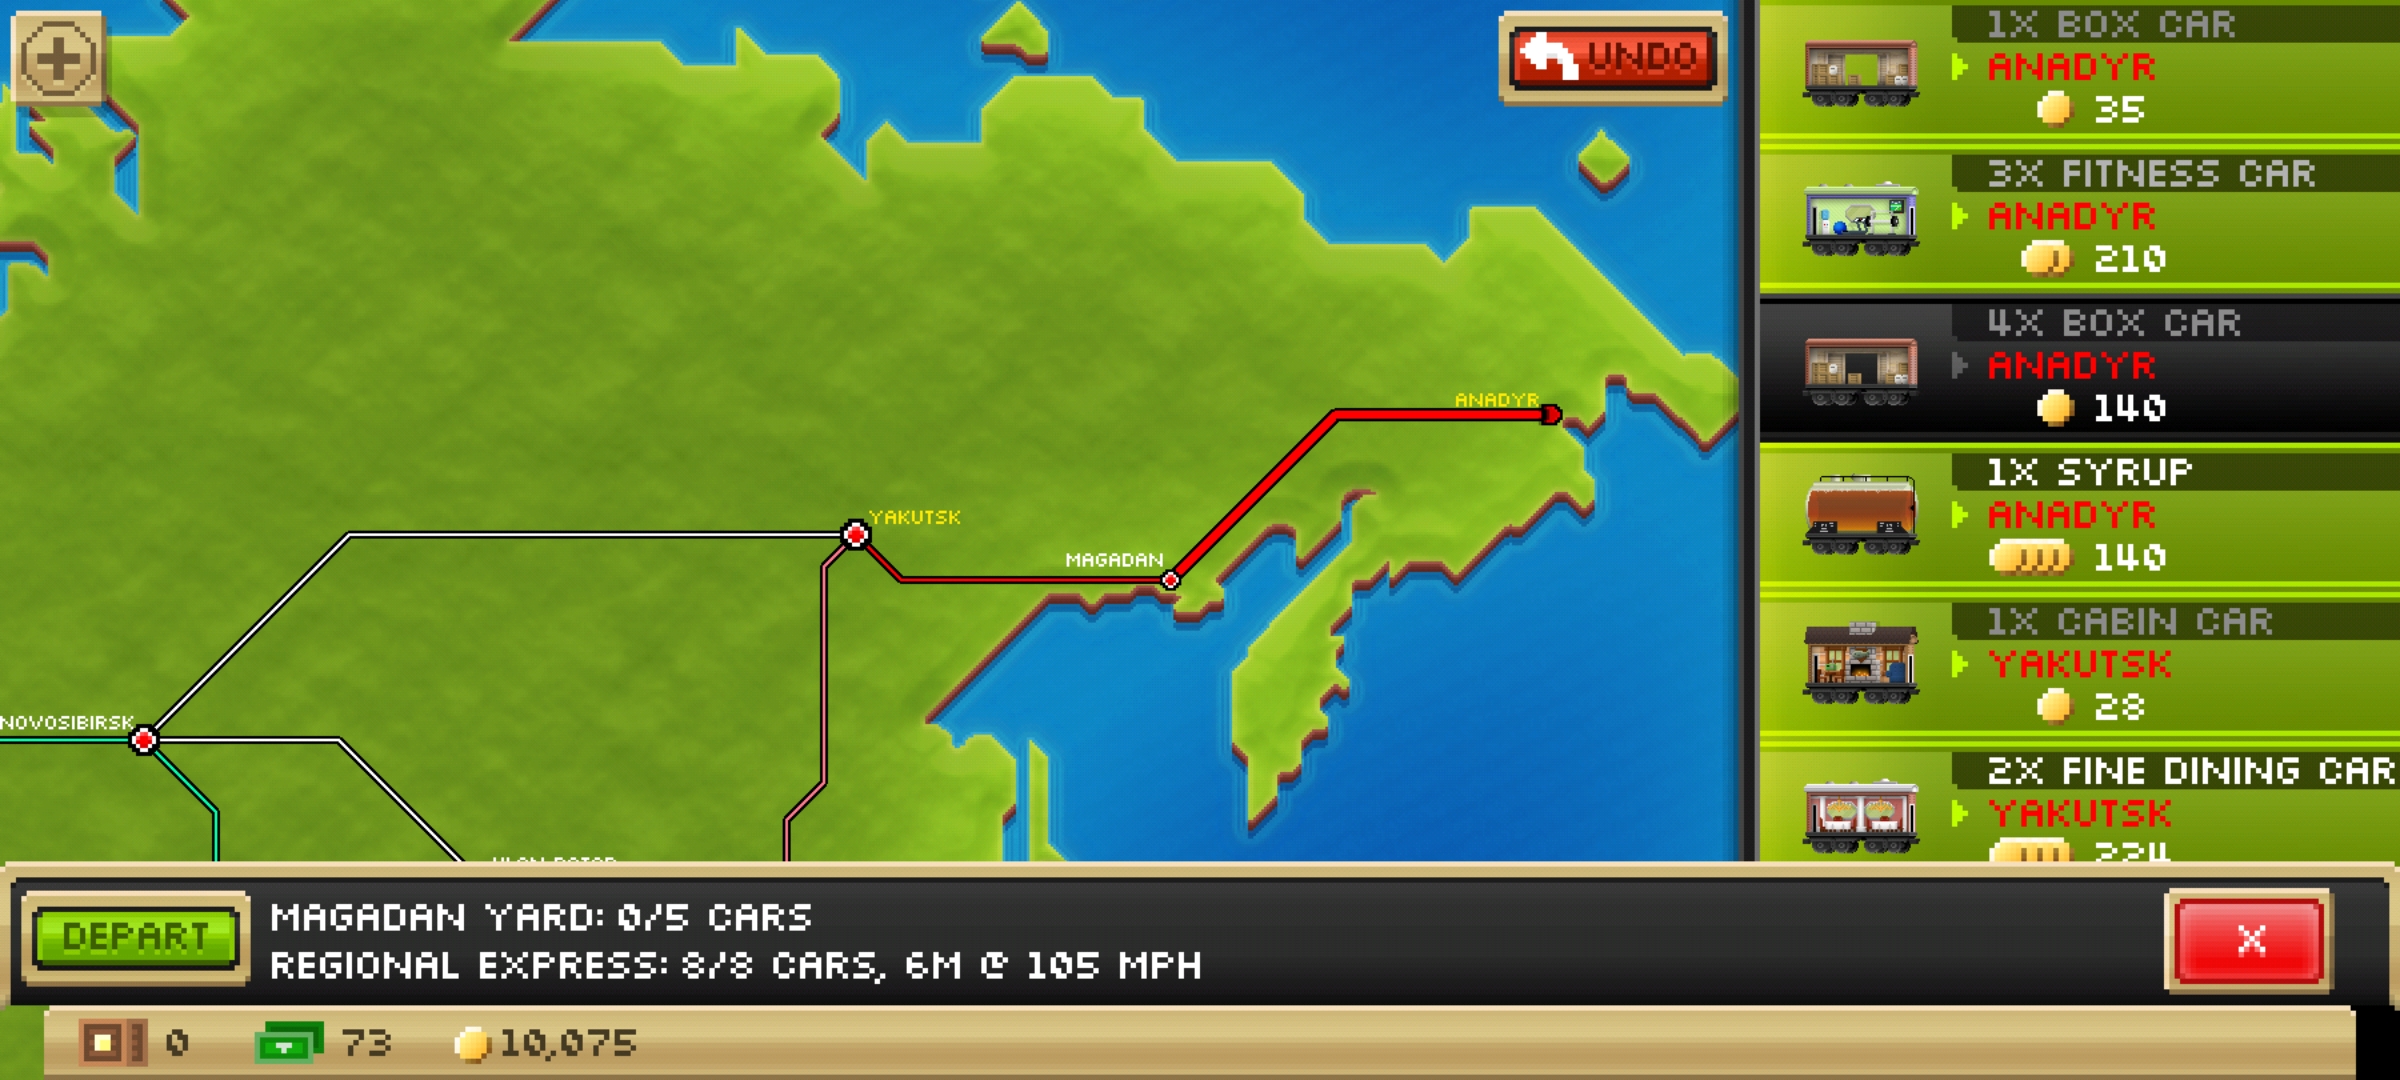 UNDO
ANADYR
YAKUTSK
MAGADAN
NOVOSIBIRSK
1X BOX CAR
ANADYR
35
3X FITNESS CAR
ANADYR
210
4X BOX CAR
ANADYR
140
1X SYRUP
ANADYR
140
1X CABIN CAR
YAKUTSK
28
2X FINE DINING CAR
YAKUTSK
224
DEPART
MAGADAN YARD: 0/5 CARS
REGIONAL EXPRESS: 8/8 CARS, 6M @ 105 MPH
X
0
73
10,075